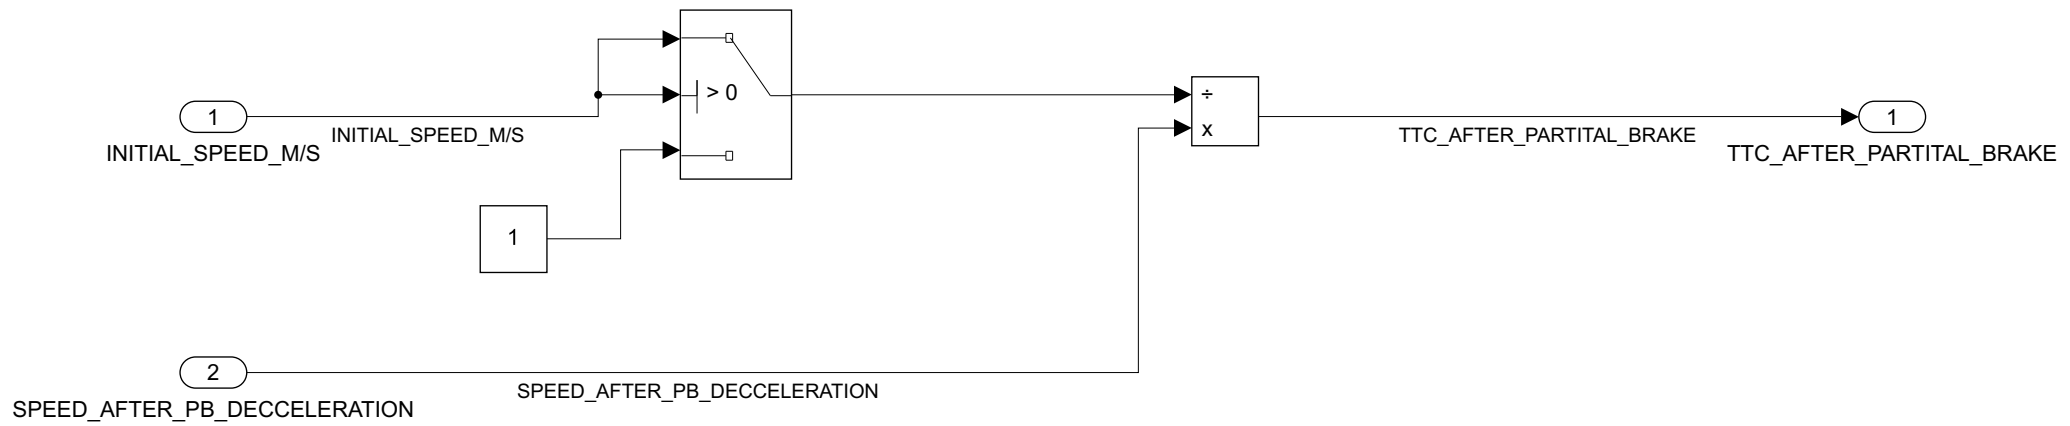 > 0
1
INITIAL_SPEED_M/S
INITIAL_SPEED_M/S
÷
x
TTC_AFTER_PARTITAL_BRAKE
1
TTC_AFTER_PARTITAL_BRAKE
1
2
SPEED_AFTER_PB_DECCELERATION
SPEED_AFTER_PB_DECCELERATION